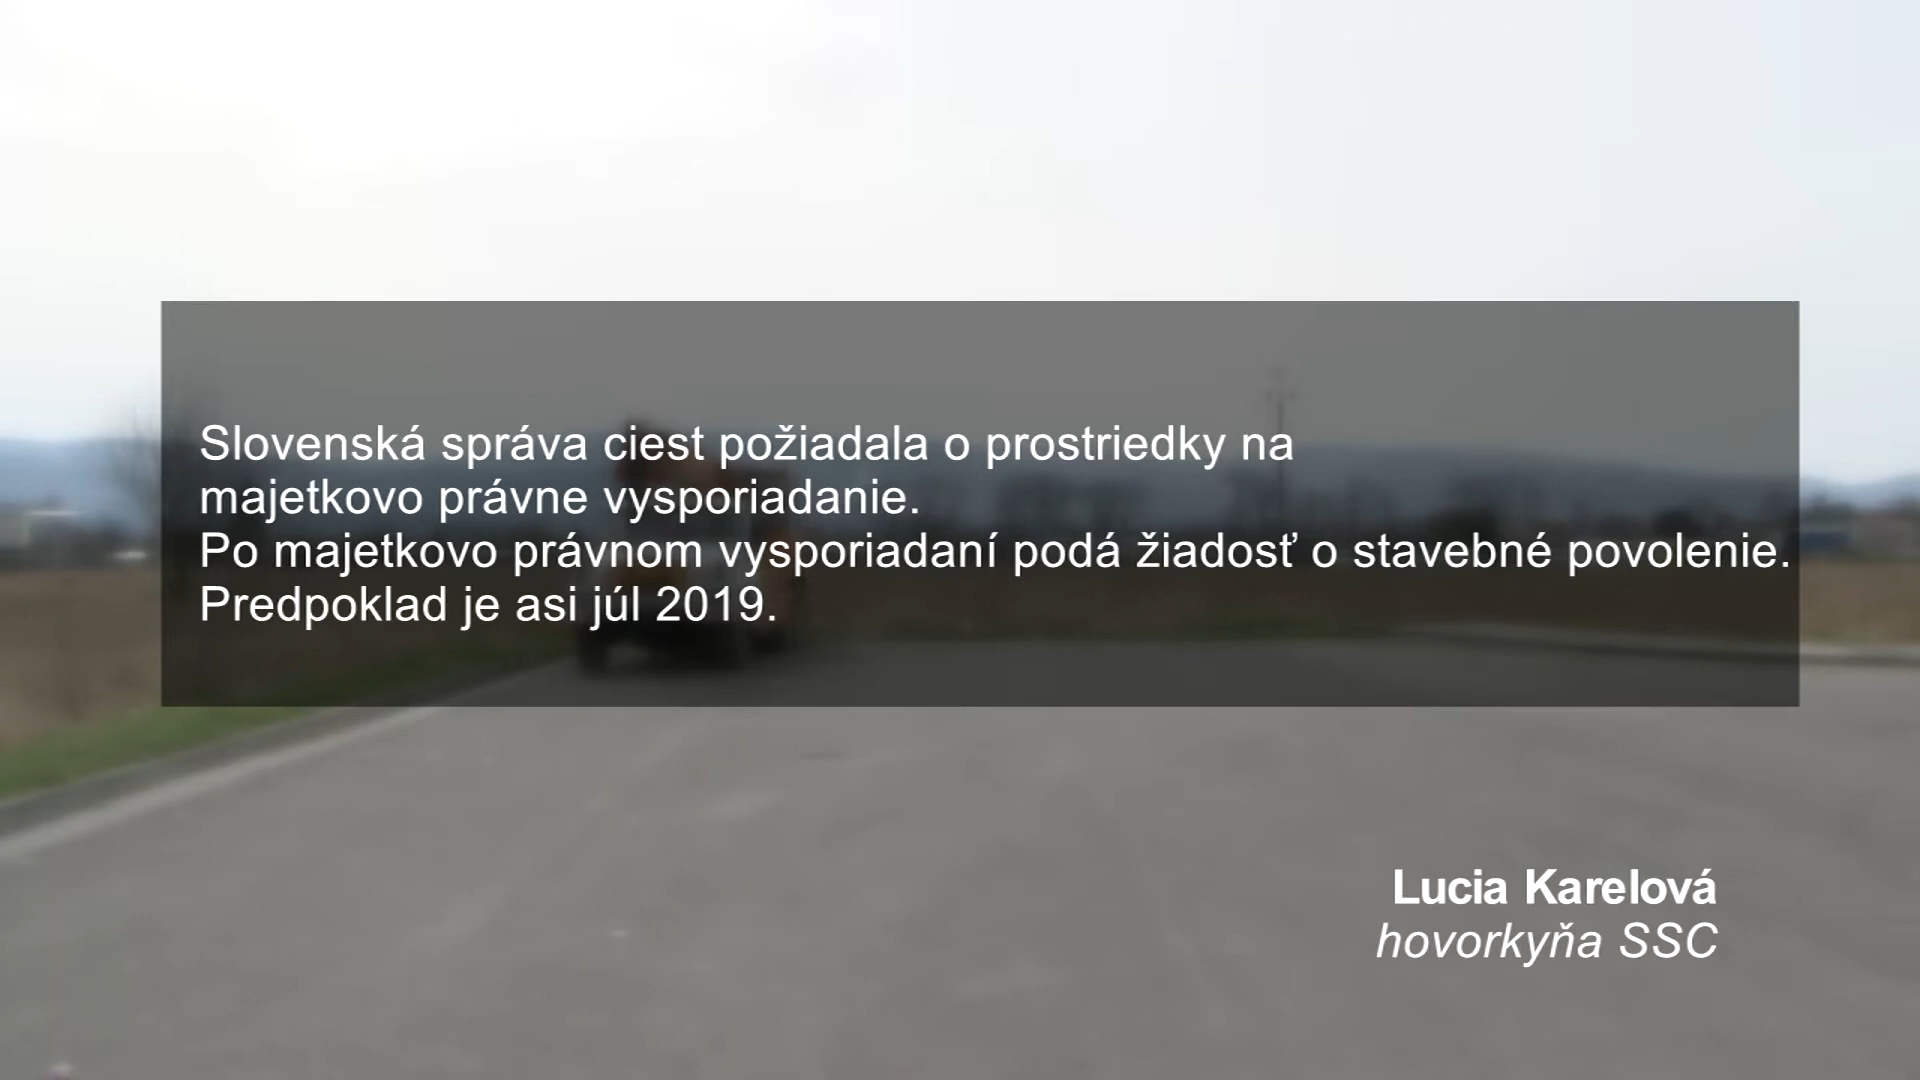 Slovenská správa ciest požiadala o prostriedky na
majetkovo právne vysporiadanie.
Po majetkovo právnom vysporiadaní podá žiadosť o stavebné povolenie.
Predpoklad je asi júl 2019.
Lucia Karelová
hovorkyňa SSC